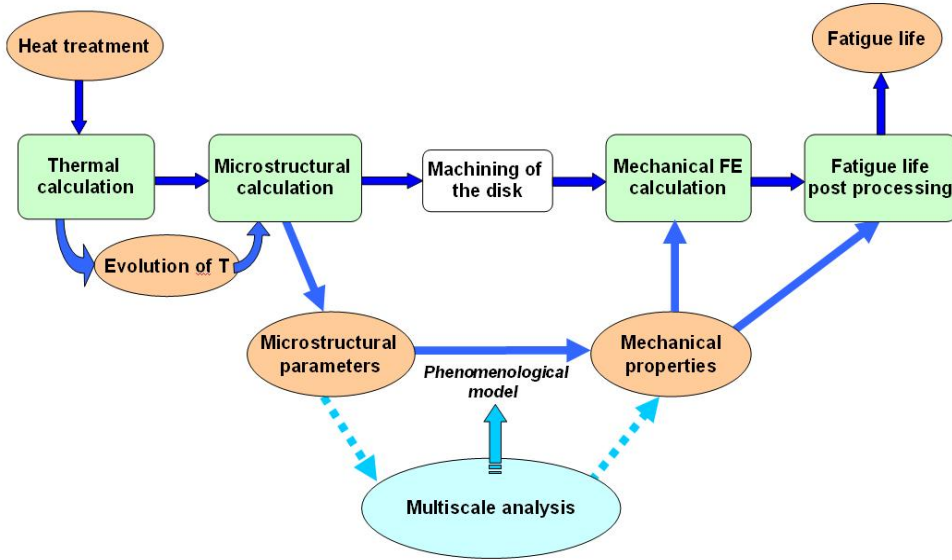 Heat treatment
Fatigue life
Thermal
calculation
Microstructural
calculation
Machining of
the disk
Mechanical FE
calculation
Fatigue life
post processing
Evolution of T
Microstructural
parameters
Phenomenological
model
Mechanical
properties
Multiscale analysis